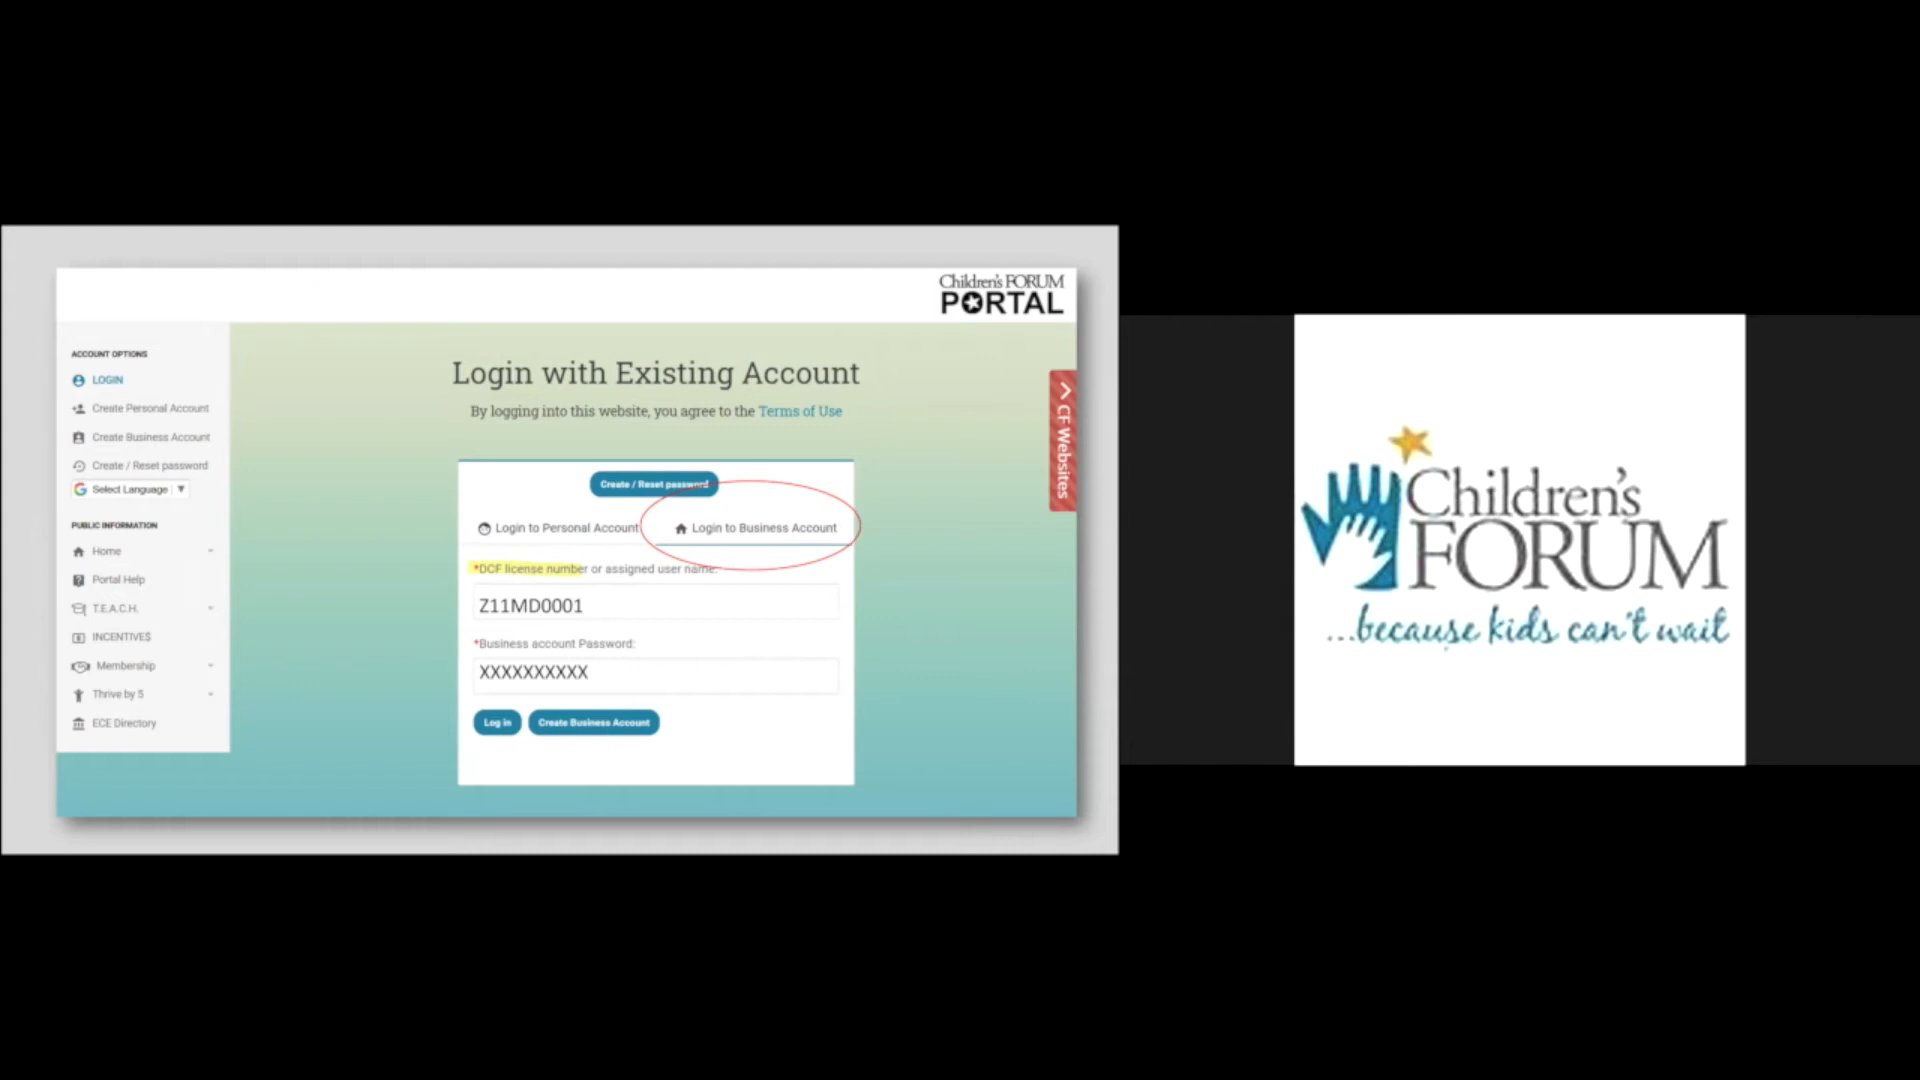 Children's FORUM
PORTAL
ACCOUNT OPTIONS
LOGIN
Create Personal Account
Create Business Account
Create / Reset password
Select Language
PUBLIC INFORMATION
Home
Portal Help
T.E.A.C.H.
INCENTIVE$
Membership
Thrive by 5
ECE Directory
Login with Existing Account
By logging into this website, you agree to the Terms of Use
Create / Reset password
Login to Personal Account
Login to Business Account
*DCF license number or assigned user name:
Z11MD0001
*Business account Password:
XXXXXXXXXX
Log in
Create Business Account
CF Websites
Children's
FORUM
...because kids can't wait